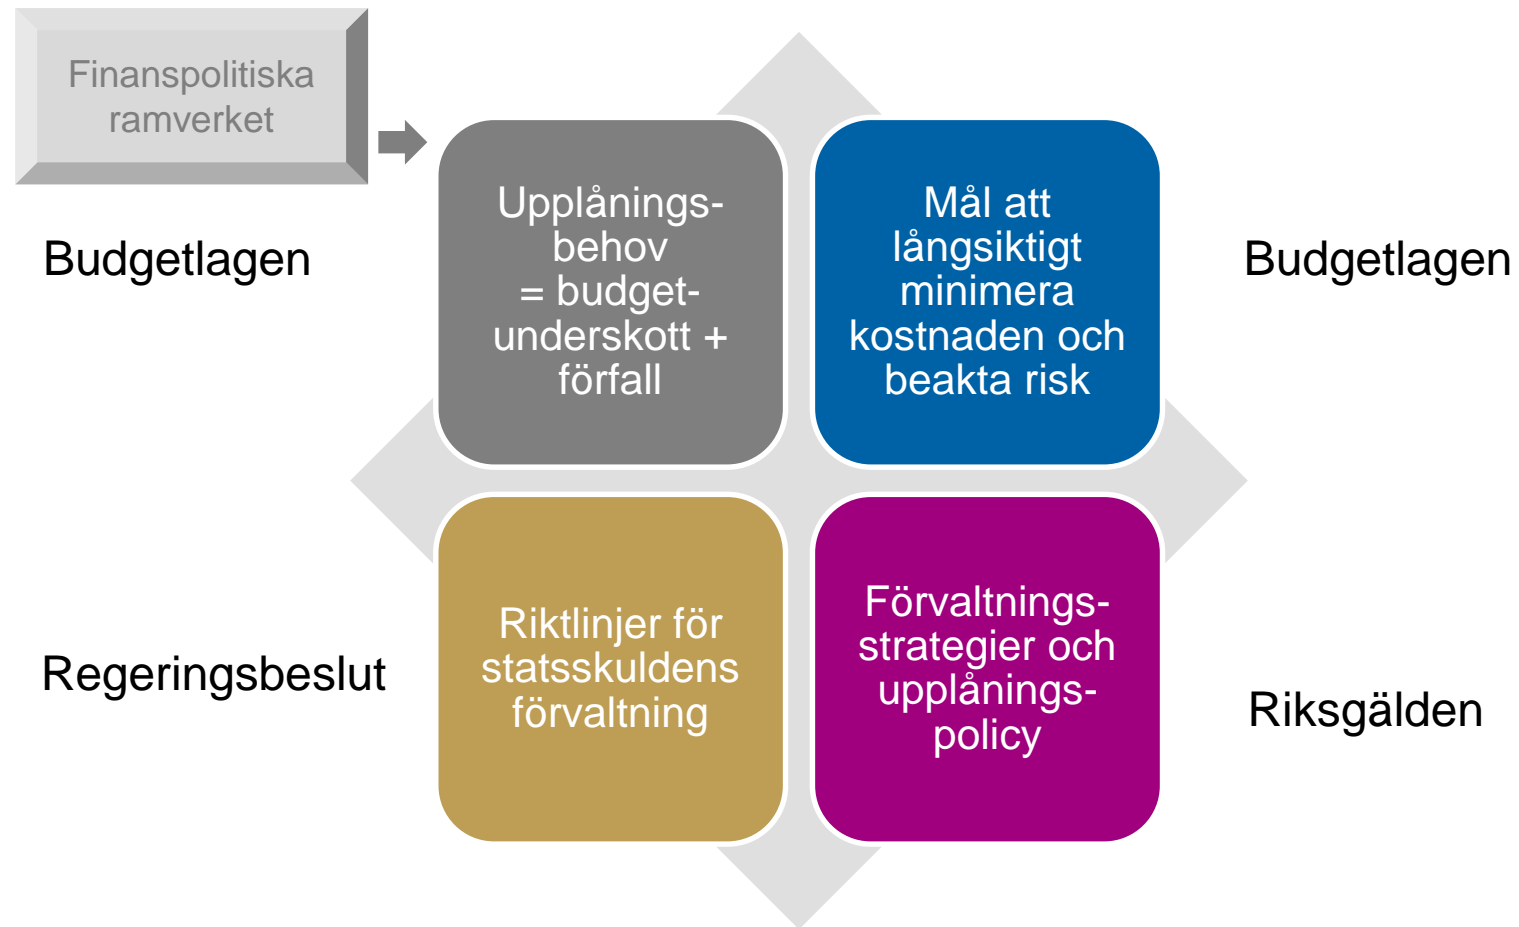 Finanspolitiska
ramverket
Budgetlagen
Upplånings-
behov
= budget-
underskott +
förfall
Mål att
långsiktigt
minimera
kostnaden och
beakta risk
Budgetlagen
Regeringsbeslut
Riktlinjer för
statsskuldens
förvaltning
Förvaltnings-
strategier och
upplånings-
policy
Riksgälden